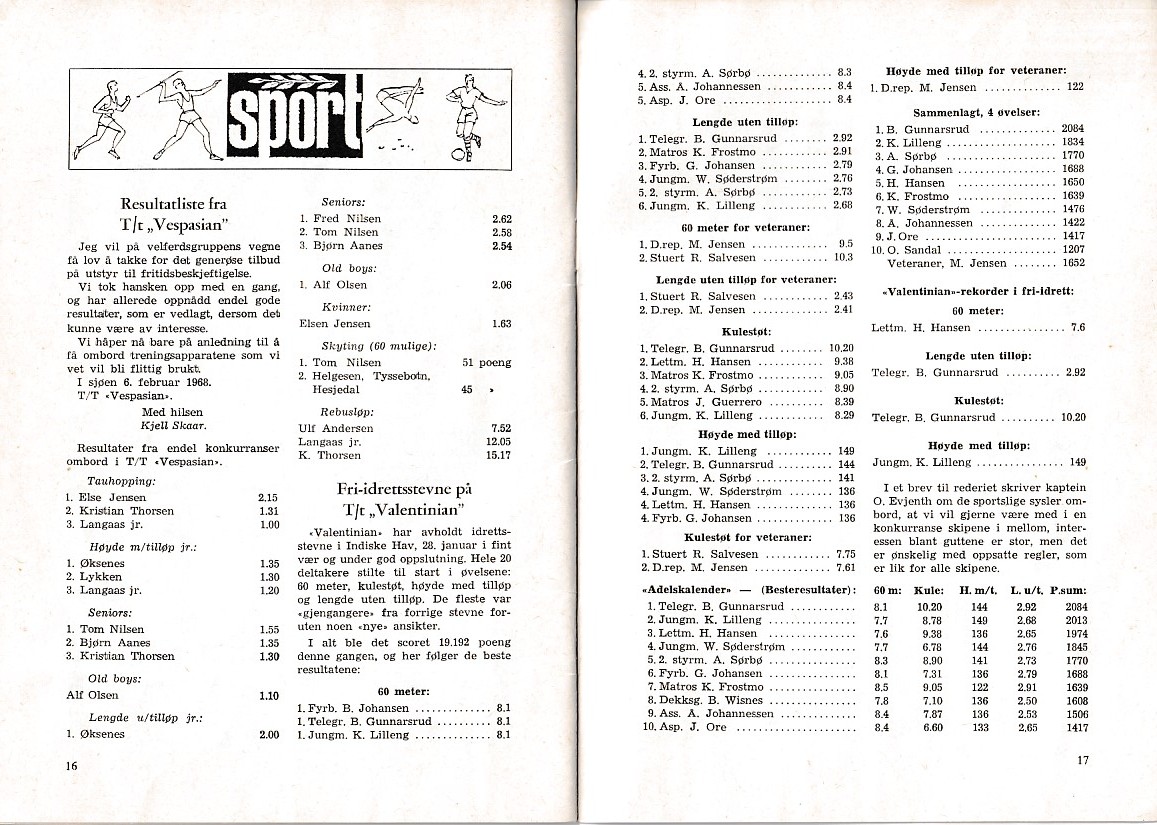 sport
Resultatliste fra
T/t „Vespasian”
Jeg vil på velferdsgruppens vegne
få lov å takke for det generøse tilbud
på utstyr til fritidsbeskjeftigelse.
Vi tok hansken opp med en gang,
og har allerede oppnådd endel gode
resultater, som er vedlagt, dersom det
kunne være av interesse.
Vi håper nå bare på anledning til å
få ombord treningsapparatene som vi
vet vil bli flittig brukt.
I sjøen 6. februar 1968.
T/T «Vespasian».
Med hilsen
Kjell Skaar.
Resultater fra endel konkurranser
ombord i T/T «Vespasian».
Tauhopping:
1. Else Jensen 2.15
2. Kristian Thorsen 1.31
3. Langaas jr. 1.00
Høyde m/tilløp jr.:
1. Øksenes 1.35
2. Lykken 1.30
3. Langaas jr. 1.20
Seniors:
1. Tom Nilsen 1.55
2. Bjørn Aanes 1.35
3. Kristian Thorsen 1.30
Old boys:
Alf Olsen 1.10
Lengde u/tilløp jr.:
1. Øksenes 2.00
16
Seniors:
1. Fred Nilsen 2.62
2. Tom Nilsen 2.58
3. Bjørn Aanes 2.54
Old boys:
1. Alf Olsen 2.06
Kvinner:
Elsen Jensen 1.63
Skyting (60 mulige):
1. Tom Nilsen 51 poeng
2. Helgesen, Tyssebotn,
Hesjedal 45 »
Rebusløp:
Ulf Andersen 7.52
Langaas jr. 12.05
K. Thorsen 15.17
Fri-idrettsstevne på
T/t „Valentinian”
«Valentinian» har avholdt idretts-
stevne i Indiske Hav, 28. januar i fint
vær og under god oppslutning. Hele 20
deltakere stilte til start i øvelsene:
60 meter, kulestøt, høyde med tilløp
og lengde uten tilløp. De fleste var
«gjengangere» fra forrige stevne for-
uten noen «nye» ansikter.
I alt ble det scoret 19.192 poeng
denne gangen, og her følger de beste
resultatene:
60 meter:
1. Fyrb. B. Johansen .............. 8.1
1. Telegr. B. Gunnarsrud .......... 8.1
1. Jungm. K. Lilleng .............. 8.1
4. 2. styrm. A. Sørbø .............. 8.3
5. Ass. A. Johannessen ............ 8.4
5. Asp. J. Ore .................... 8.4
Lengde uten tilløp:
1. Telegr. B. Gunnarsrud ........ 2.92
2. Matros K. Frostmo ............ 2.91
3. Fyrb. G. Johansen ............ 2.79
4. Jungm. W. Søderstrøm ........ 2.76
5. 2. styrm. A. Sørbø ............ 2.73
6. Jungm. K. Lilleng ............ 2.68
60 meter for veteraner:
1. D.rep. M. Jensen .............. 9.5
2. Stuert R. Salvesen ............ 10.3
Lengde uten tilløp for veteraner:
1. Stuert R. Salvesen ............ 2.43
2. D.rep. M. Jensen .............. 2.41
Kulestøt:
1. Telegr. B. Gunnarsrud ........ 10.20
2. Lettm. H. Hansen ............ 9.38
3. Matros K. Frostmo ............ 9.05
4. 2. styrm. A. Sørbø ............ 8.90
5. Matros J. Guerrero .......... 8.39
6. Jungm. K. Lilleng ............ 8.29
Høyde med tilløp:
1. Jungm. K. Lilleng ............ 149
2. Telegr. B. Gunnarsrud ........ 144
3. 2. styrm. A. Sørbø ............ 141
4. Jungm. W. Søderstrøm ........ 136
4. Lettm. H. Hansen ............ 136
4. Fyrb. G. Johansen ............ 136
Kulestøt for veteraner:
1. Stuert R. Salvesen ............ 7.75
2. D.rep. M. Jensen .............. 7.61
Høyde med tilløp for veteraner:
1. D.rep. M. Jensen .............. 122
Sammenlagt, 4 øvelser:
1. B. Gunnarsrud .............. 2084
2. K. Lilleng .................... 1834
3. A. Sørbø .................... 1770
4. G. Johansen .................. 1688
5. H. Hansen .................. 1650
6. K. Frostmo .................. 1639
7. W. Søderstrøm .............. 1476
8. A. Johannessen .............. 1422
9. J. Ore ........................ 1417
10. O. Sandal .................... 1207
Veteraner, M. Jensen ........ 1652
«Valentinian»-rekorder i fri-idrett:
60 meter:
Lettm. H. Hansen ................ 7.6
Lengde uten tilløp:
Telegr. B. Gunnarsrud .......... 2.92
Kulestøt:
Telegr. B. Gunnarsrud .......... 10.20
Høyde med tilløp:
Jungm. K. Lilleng ................ 149
I et brev til rederiet skriver kaptein
O. Evjenth om de sportslige sysler om-
bord, at vi vil gjerne være med i en
konkurranse skipene i mellom, inter-
essen blant guttene er stor, men det
er ønskelig med oppsatte regler, som
er lik for alle skipene.
«Adelskalender» — (Besteresultater): 60 m: Kule: H. m/t. L. u/t. P.sum:
1. Telegr. B. Gunnarsrud ............ 8.1 10.20 144 2.92 2084
2. Jungm. K. Lilleng ................ 7.7 8.78 149 2.68 2013
3. Lettm. H. Hansen ................ 7.6 9.38 136 2.65 1974
4. Jungm. W. Søderstrøm ............ 7.7 6.78 144 2.76 1845
5. 2. styrm. A. Sørbø ................ 8.3 8.90 141 2.73 1770
6. Fyrb. G. Johansen ................ 8.1 7.31 136 2.79 1688
7. Matros K. Frostmo ................ 8.5 9.05 122 2.91 1639
8. Dekksg. B. Wisnes ................ 7.8 7.10 136 2.50 1608
9. Ass. A. Johannessen .............. 8.4 7.87 136 2.53 1506
10. Asp. J. Ore ...................... 8.4 6.60 133 2.65 1417
17